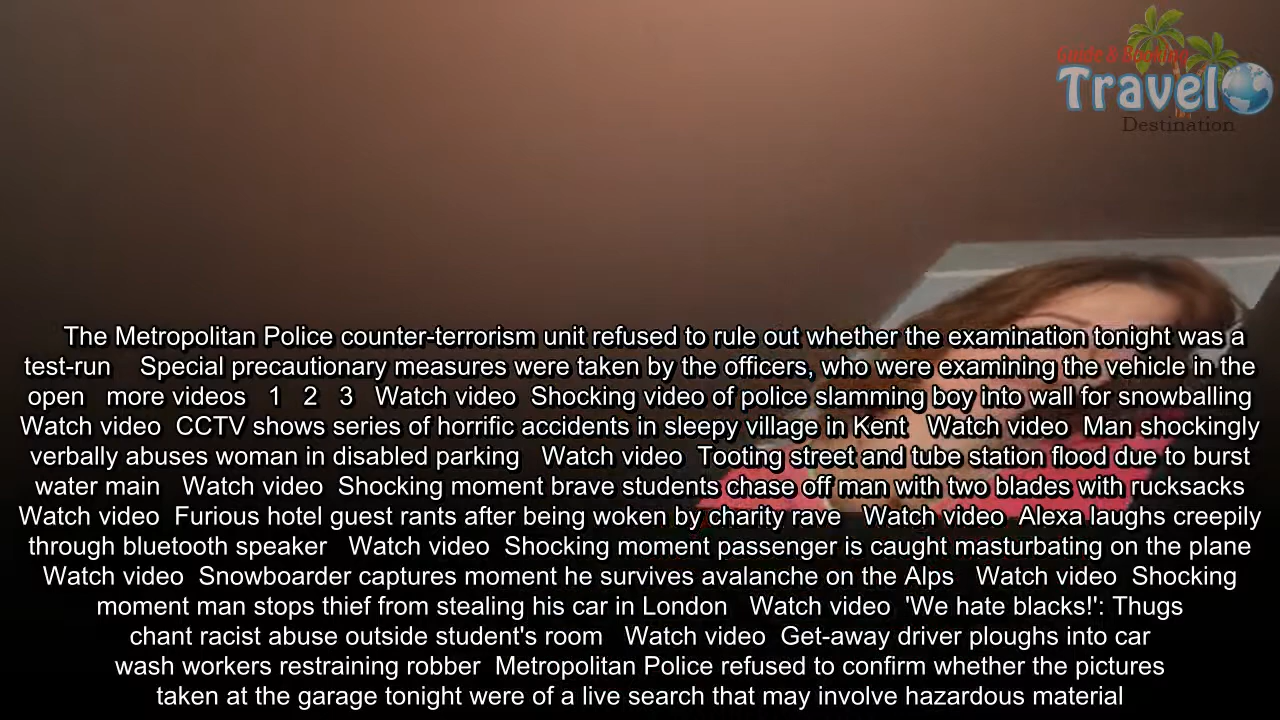 Guide & Booking
Travel
Destination
The Metropolitan Police counter-terrorism unit refused to rule out whether the examination tonight was a
test-run Special precautionary measures were taken by the officers, who were examining the vehicle in the
open more videos 1 2 3 Watch video Shocking video of police slamming boy into wall for snowballing
Watch video CCTV shows series of horrific accidents in sleepy village in Kent Watch video Man shockingly
verbally abuses woman in disabled parking Watch video Tooting street and tube station flood due to burst
water main Watch video Shocking moment brave students chase off man with two blades with rucksacks
Watch video Furious hotel guest rants after being woken by charity rave Watch video Alexa laughs creepily
through bluetooth speaker Watch video Shocking moment passenger is caught masturbating on the plane
Watch video Snowboarder captures moment he survives avalanche on the Alps Watch video Shocking
moment man stops thief from stealing his car in London Watch video 'We hate blacks!': Thugs
chant racist abuse outside student's room Watch video Get-away driver ploughs into car
wash workers restraining robber Metropolitan Police refused to confirm whether the pictures
taken at the garage tonight were of a live search that may involve hazardous material